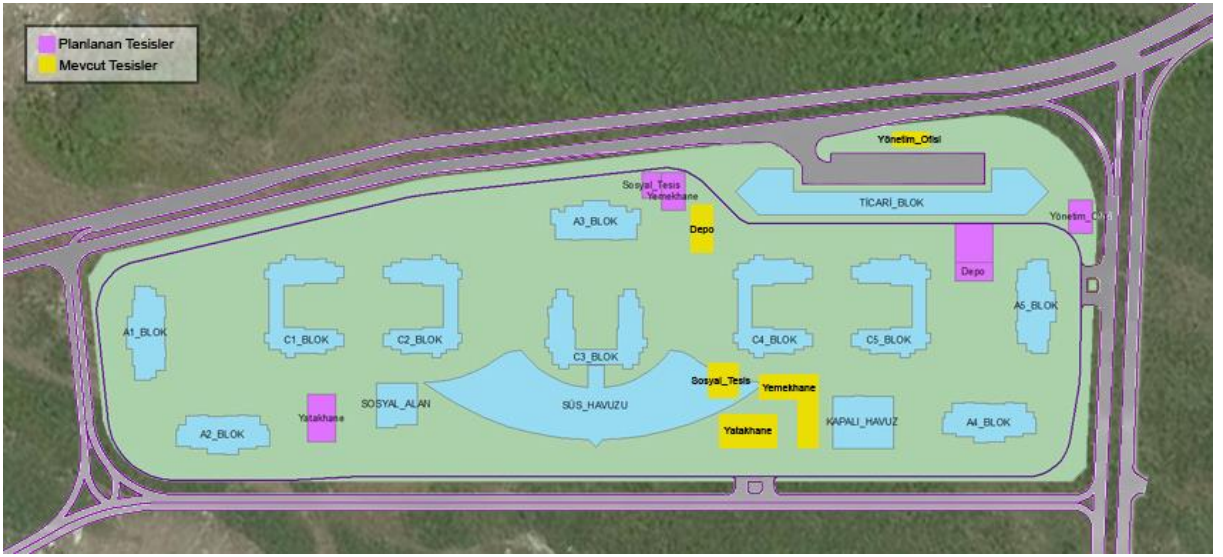 Planlanan Tesisler
Mevcut Tesisler
Yönetim_Ofisi
Sosyal_Tesis
Yemekhane
TİCARİ_BLOK
Yönetim_Ofisi
A3_BLOK
Depo
Depo
A1_BLOK
C1_BLOK
C2_BLOK
C3_BLOK
C4_BLOK
C5_BLOK
A5_BLOK
Sosyal_Tesis
Yemekhane
Yatakhane
SOSYAL_ALAN
SÜS_HAVUZU
Yatakhane
KAPALI_HAVUZ
A2_BLOK
A4_BLOK